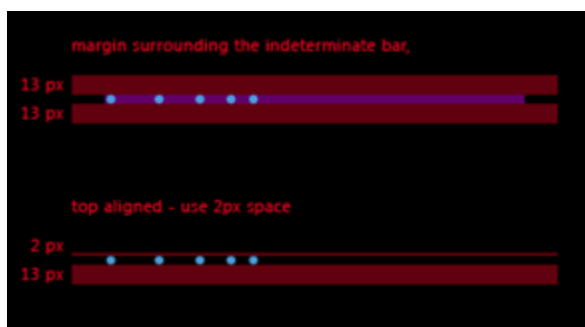 margin surrounding the indeterminate bar,
13 px
13 px
top aligned - use 2px space
2 px
13 px